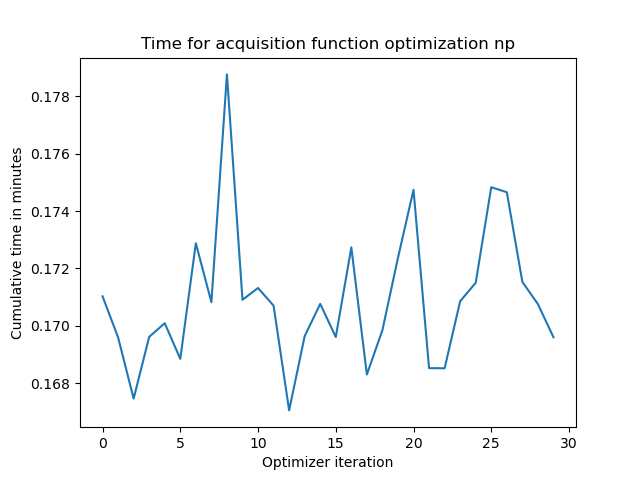 Time for acquisition function optimization np
Cumulative time in minutes
0.178
0.176
0.174
0.172
0.170
0.168
0 5 10 15 20 25 30
Optimizer iteration